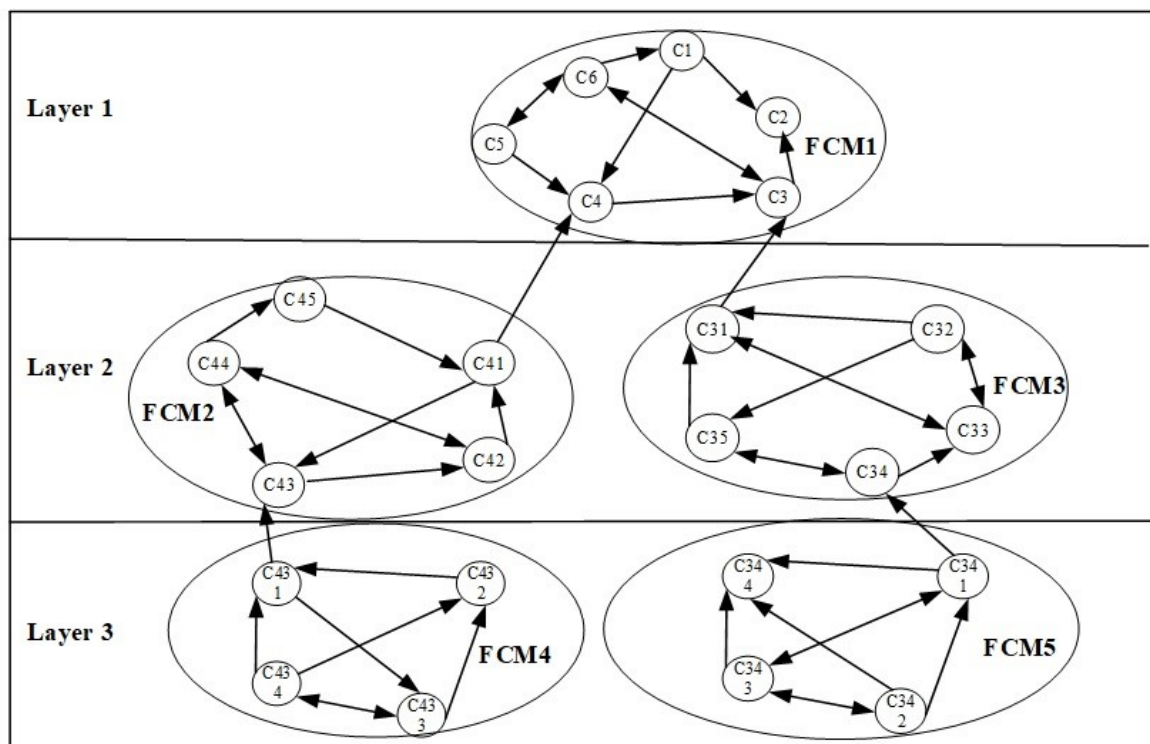 Layer 1
C1
C6
C2
C5
FCM1
C4
C3
Layer 2
C45
C44
C41
FCM2
C42
C43
C31
C32
FCM3
C35
C33
C34
Layer 3
C43
1
C43
2
C43
4
C43
3
FCM4
C34
4
C34
1
C34
3
C34
2
FCM5